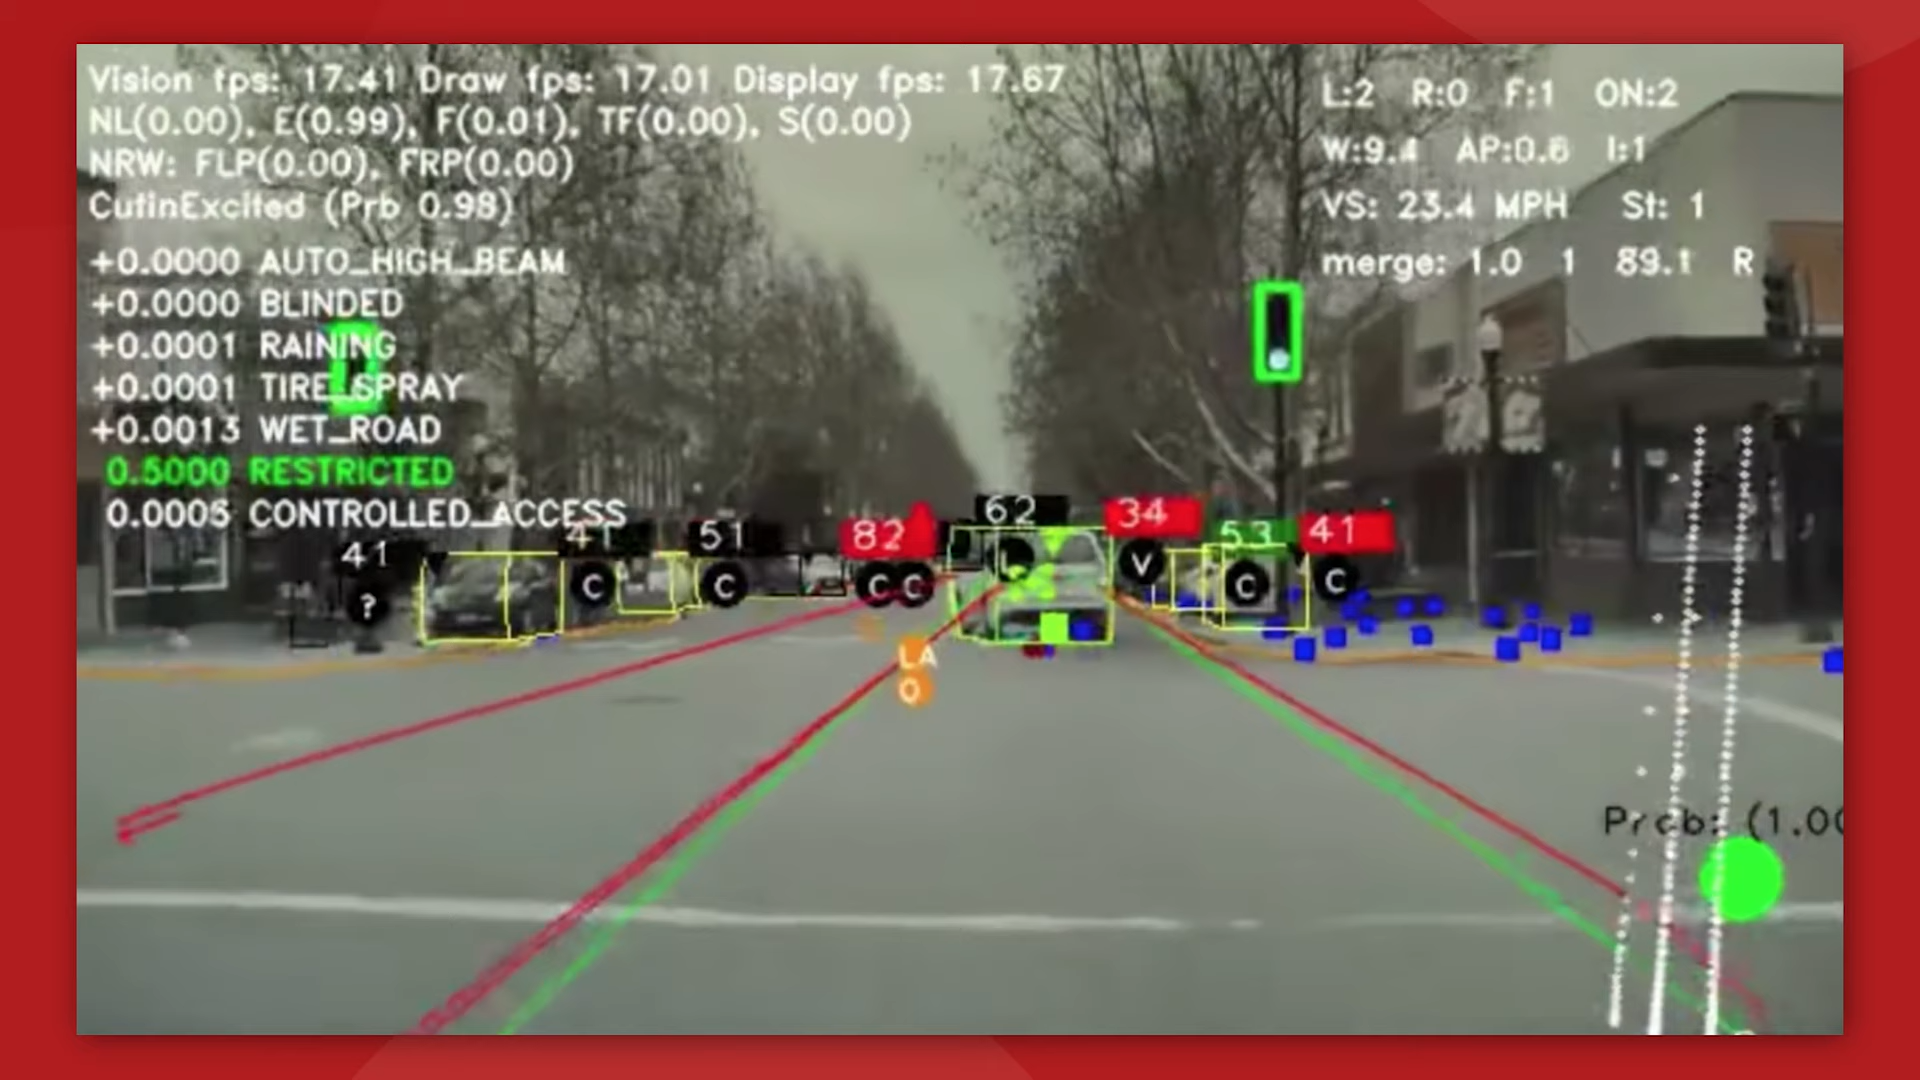 Vision fps: 17.41 Draw fps: 17.01 Display fps: 17.67
NL(0.00), E(0.99), F(0.01), TF(0.00), S(0.00)
NRW: FLP(0.00), FRP(0.00)
CutinExcited (Prb 0.98)
+0.0000 AUTO_HIGH_BEAM
+0.0000 BLINDED
+0.0001 RAINING
+0.0001 TIRE_SPRAY
+0.0013 WET_ROAD
0.5000 RESTRICTED
0.0005 CONTROLLED_ACCESS
L:2 R:0 F:1 ON:2
W:9.4 AP:0.6 I:1
VS: 23.4 MPH St: 1
merge: 1.0 1 89.1 R
41 41 51 82 62 34 53 41
? C C C C L V C C
LA
0
Prob: (1.00